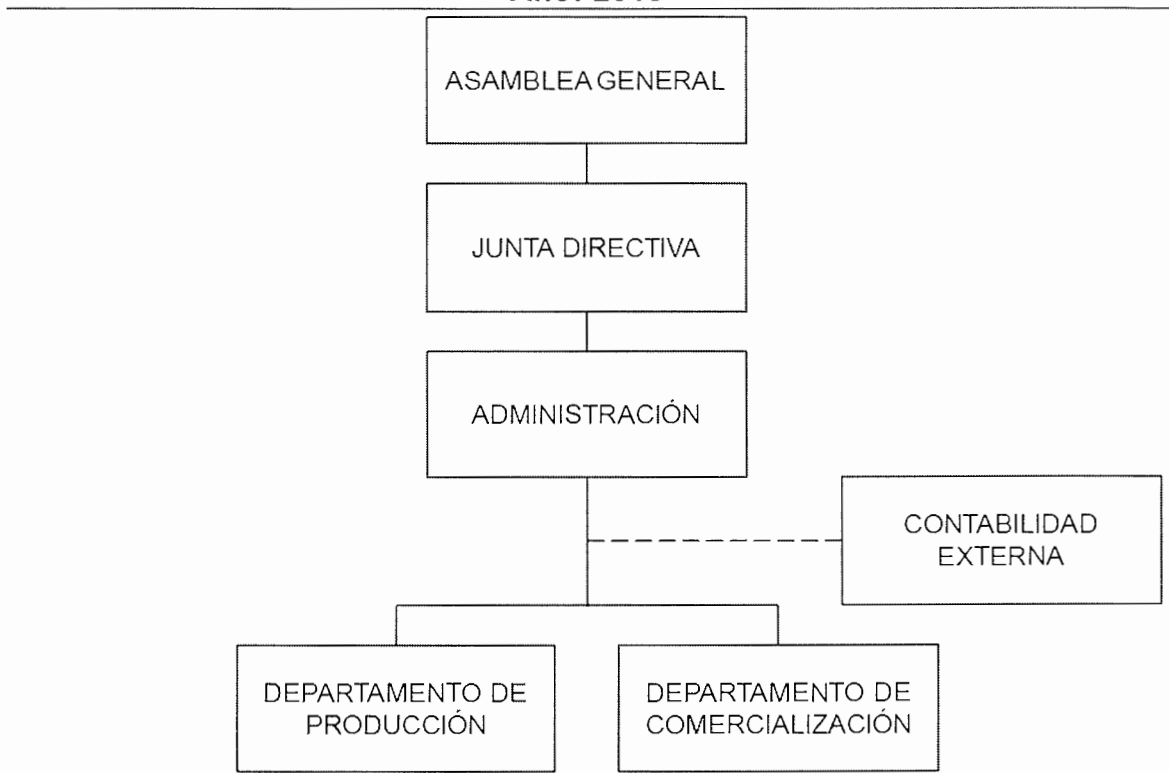 ASAMBLEA GENERAL
JUNTA DIRECTIVA
ADMINISTRACIÓN
CONTABILIDAD
EXTERNA
DEPARTAMENTO DE
PRODUCCIÓN
DEPARTAMENTO DE
COMERCIALIZACIÓN